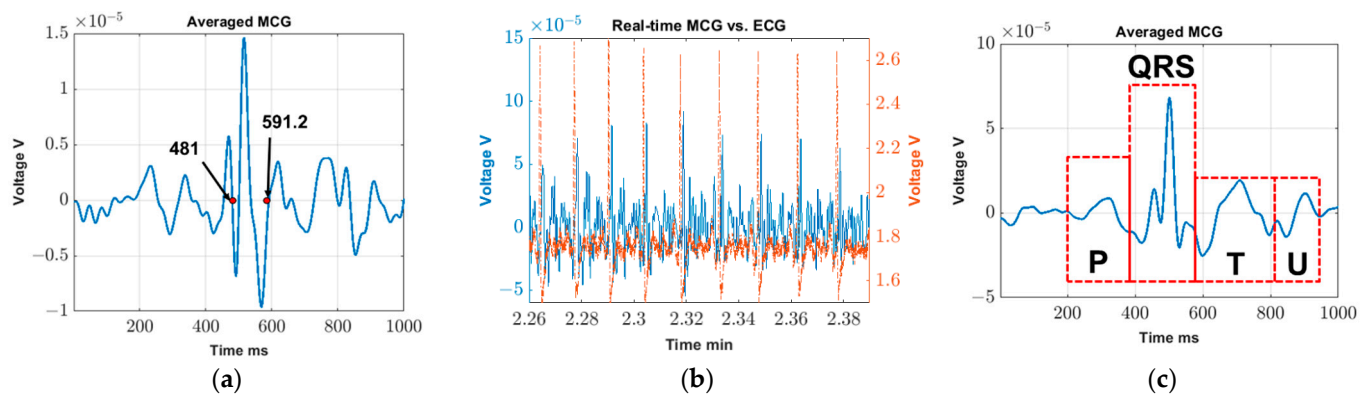 Averaged MCG
×10⁻⁵
1.5
1
0.5
0
−0.5
−1
Voltage V
481
591.2
200
400
600
800
1000
Time ms
(a)
Real-time MCG vs. ECG
×10⁻⁵
15
10
5
0
−5
Voltage V
2.6
2.4
2.2
2
1.8
1.6
Voltage V
2.26
2.28
2.3
2.32
2.34
2.36
2.38
Time min
(b)
Averaged MCG
×10⁻⁵
10
5
0
−5
Voltage V
QRS
P
T
U
200
400
600
800
1000
Time ms
(c)